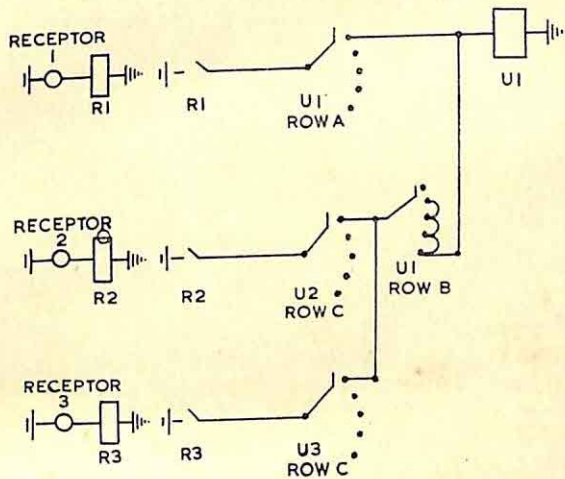 RECEPTOR
1
R1
R1
U1
ROW A
U1
RECEPTOR
2
R2
R2
U2
ROW C
U1
ROW B
RECEPTOR
3
R3
R3
U3
ROW C